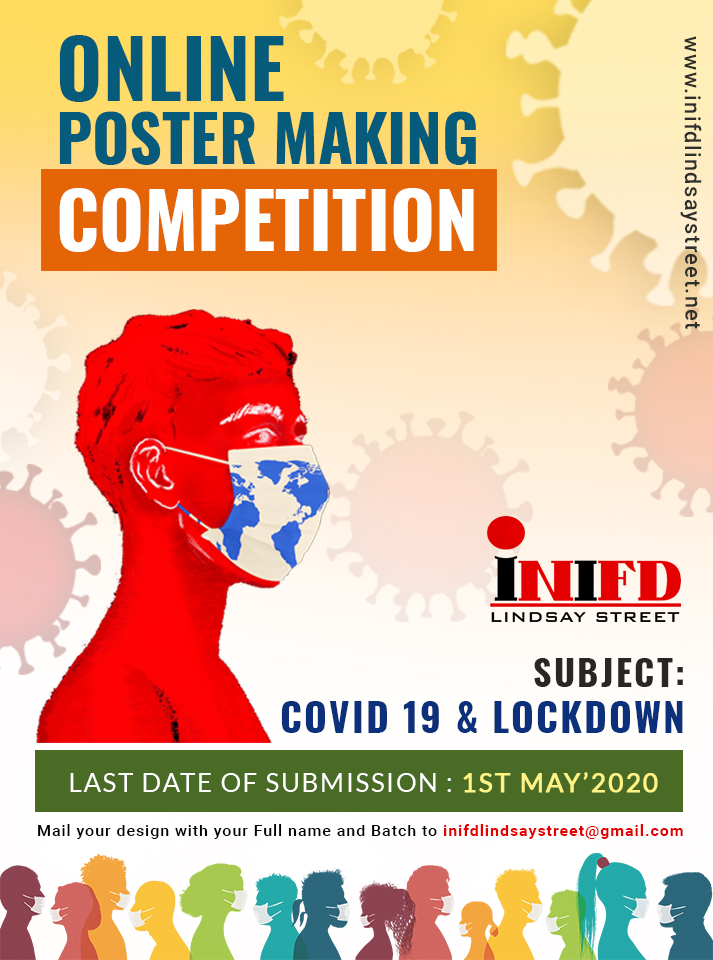 ONLINE
POSTER MAKING
COMPETITION
www.inifdlindsaystreet.net
INIFD
LINDSAY STREET
SUBJECT:
COVID 19 & LOCKDOWN
LAST DATE OF SUBMISSION : 1ST MAY'2020
Mail your design with your Full name and Batch to inifdlindsaystreet@gmail.com